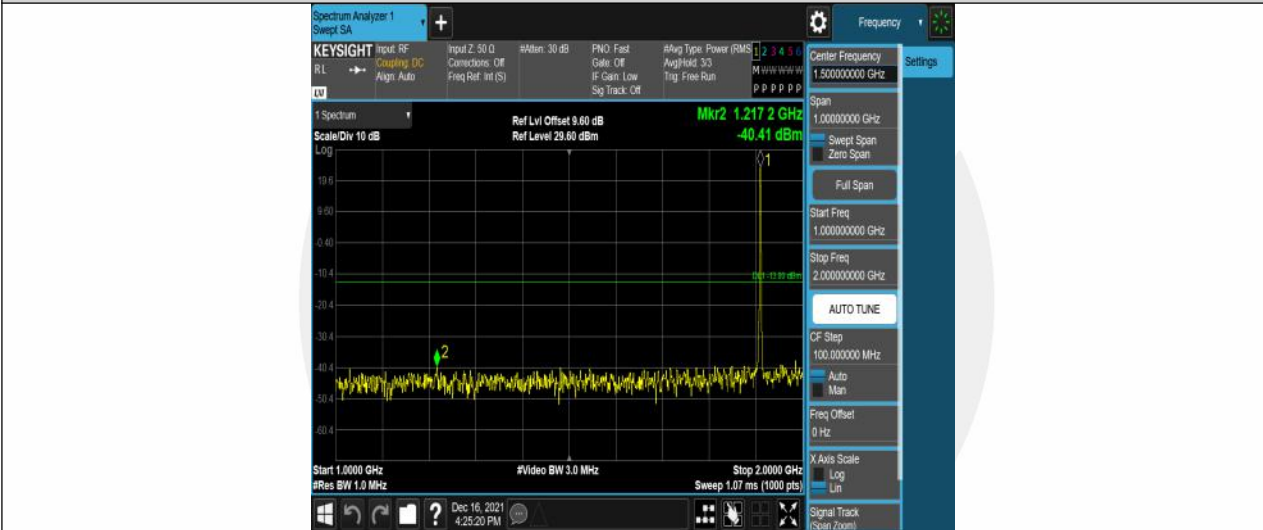 Spectrum Analyzer 1
Swept SA
+
Frequency
KEYSIGHT
Input: RF
Coupling: DC
Align: Auto
Input Z: 50 Ω
Corrections: Off
Freq Ref: Int (S)
#Atten: 30 dB
PNO: Fast
Gate: Off
IF Gain: Low
Sig Track: Off
#Avg Type: Power (RMS
Avg|Hold: 3/3
Trig: Free Run
1 2 3 4 5 6
M W W W W W
P P P P P P
RL
LV
1 Spectrum
Scale/Div 10 dB
Log
Ref Lvl Offset 9.60 dB
Ref Level 29.60 dBm
Mkr2 1.217 2 GHz
-40.41 dBm
19.6
9.60
-0.40
-10.4
-20.4
-30.4
-40.4
-50.4
-60.4
1
2
Start 1.0000 GHz
#Res BW 1.0 MHz
#Video BW 3.0 MHz
Stop 2.0000 GHz
Sweep 1.07 ms (1000 pts)
Center Frequency
1.500000000 GHz
Settings
Span
1.00000000 GHz
Swept Span
Zero Span
Full Span
Start Freq
1.000000000 GHz
Stop Freq
2.000000000 GHz
AUTO TUNE
CF Step
100.000000 MHz
Auto
Man
Freq Offset
0 Hz
X Axis Scale
Log
Lin
Signal Track
(Span Zoom)
?
Dec 16, 2021
4:25:20 PM